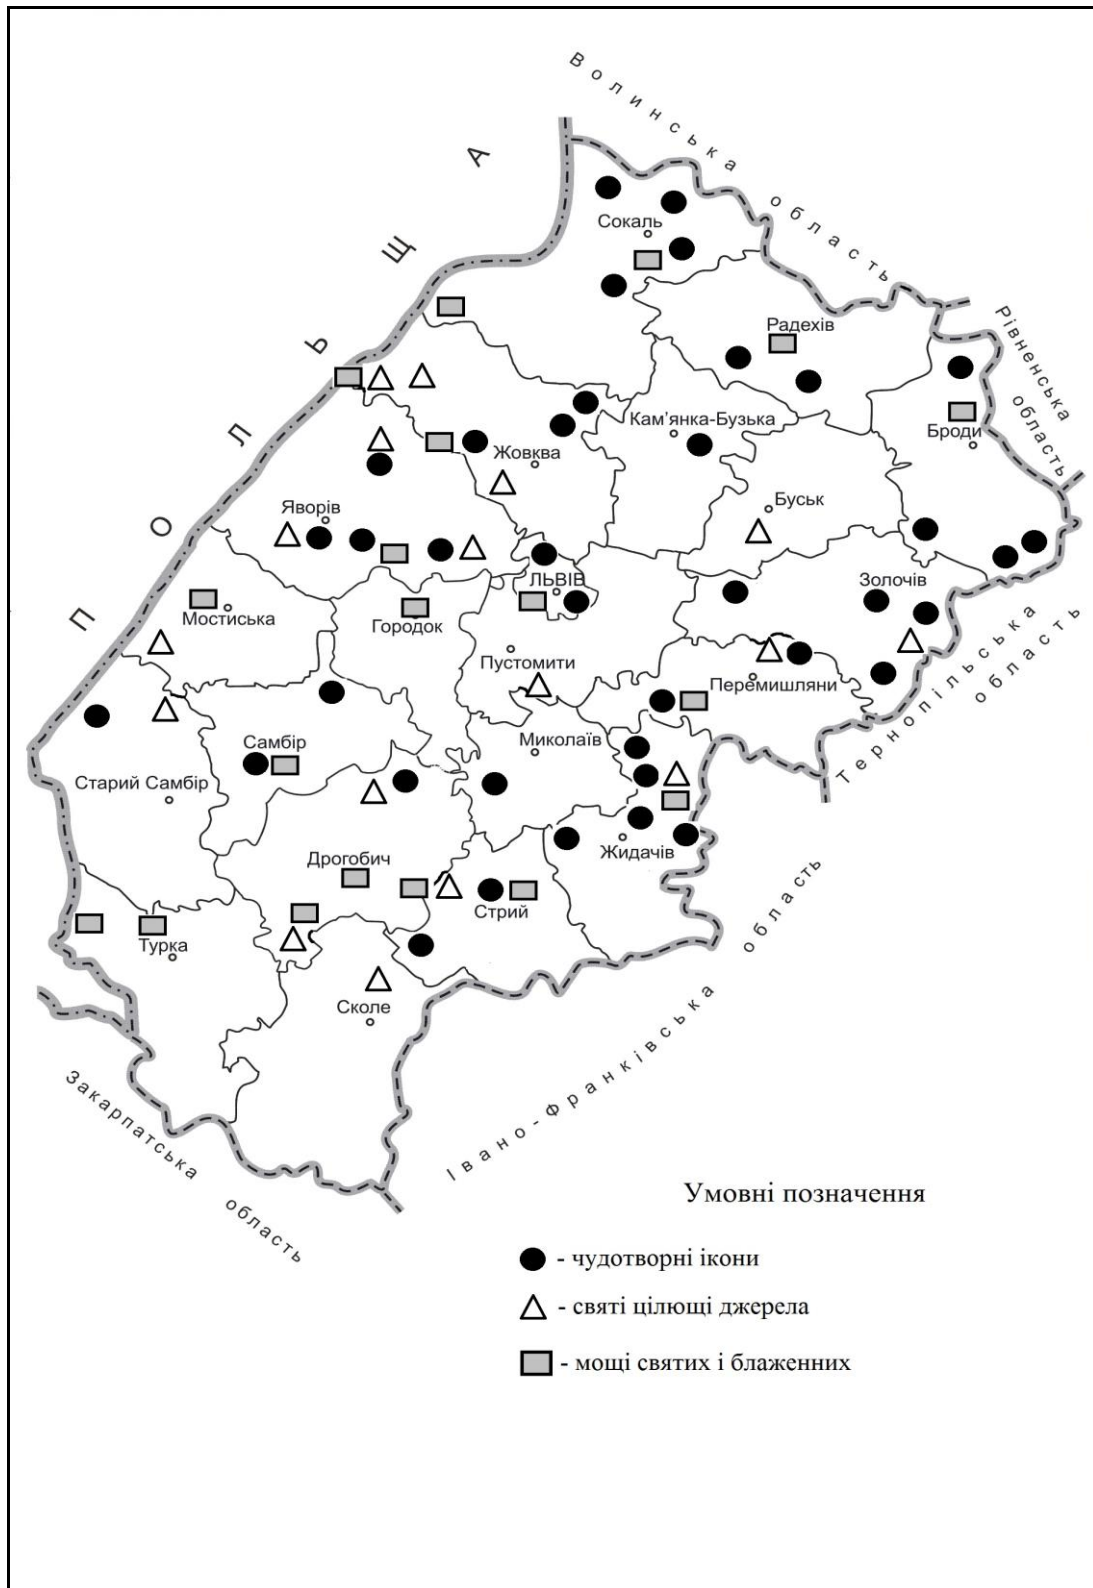 Волинська область
ПОЛЬЩА
Сокаль
Рівненська
область
Радехів
Кам’янка-Бузька
Броди
Жовква
Буськ
Яворів
ЛЬВІВ
Золочів
Мостиська
Городок
Пустомити
Перемишляни
Тернопільська
область
Самбір
Миколаїв
Старий Самбір
Жидачів
Дрогобич
Стрий
Турка
Сколе
Івано-Франківська область
Закарпатська
область
Умовні позначення
- чудотворні ікони
- святі цілющі джерела
- мощі святих і блаженних